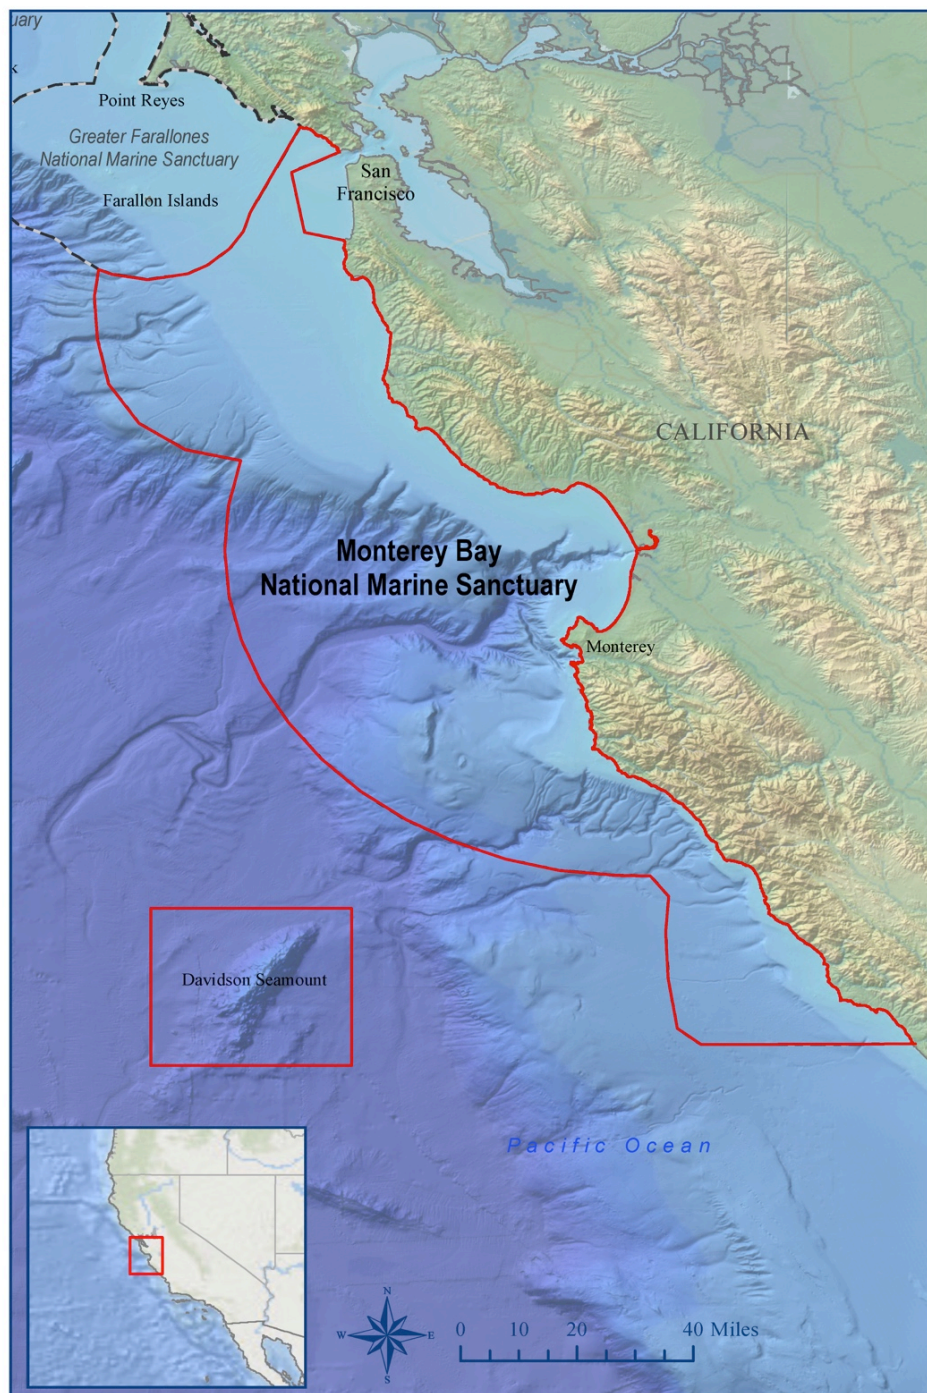 uary
k
Point Reyes
Greater Farallones
National Marine Sanctuary
San
Francisco
Farallon Islands
CALIFORNIA
Monterey Bay
National Marine Sanctuary
Monterey
Davidson Seamount
Pacific Ocean
N
W E
S
0 10 20 40 Miles